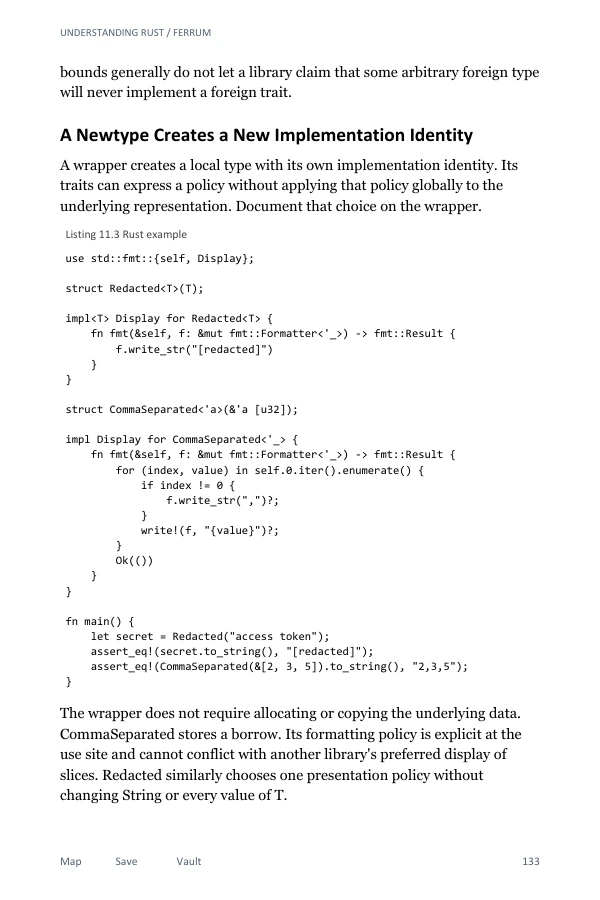 UNDERSTANDING RUST / FERRUM
bounds generally do not let a library claim that some arbitrary foreign type
will never implement a foreign trait.
A Newtype Creates a New Implementation Identity
A wrapper creates a local type with its own implementation identity. Its
traits can express a policy without applying that policy globally to the
underlying representation. Document that choice on the wrapper.
Listing 11.3 Rust example
use std::fmt::{self, Display};
struct Redacted<T>(T);
impl<T> Display for Redacted<T> {
    fn fmt(&self, f: &mut fmt::Formatter<'_>) -> fmt::Result {
        f.write_str("[redacted]")
    }
}
struct CommaSeparated<'a>(&'a [u32]);
impl Display for CommaSeparated<'_> {
    fn fmt(&self, f: &mut fmt::Formatter<'_>) -> fmt::Result {
        for (index, value) in self.0.iter().enumerate() {
            if index != 0 {
                f.write_str(",")?;
            }
            write!(f, "{value}")?;
        }
        Ok(())
    }
}
fn main() {
    let secret = Redacted("access token");
    assert_eq!(secret.to_string(), "[redacted]");
    assert_eq!(CommaSeparated(&[2, 3, 5]).to_string(), "2,3,5");
}
The wrapper does not require allocating or copying the underlying data.
CommaSeparated stores a borrow. Its formatting policy is explicit at the
use site and cannot conflict with another library's preferred display of
slices. Redacted similarly chooses one presentation policy without
changing String or every value of T.
Map Save Vault 133